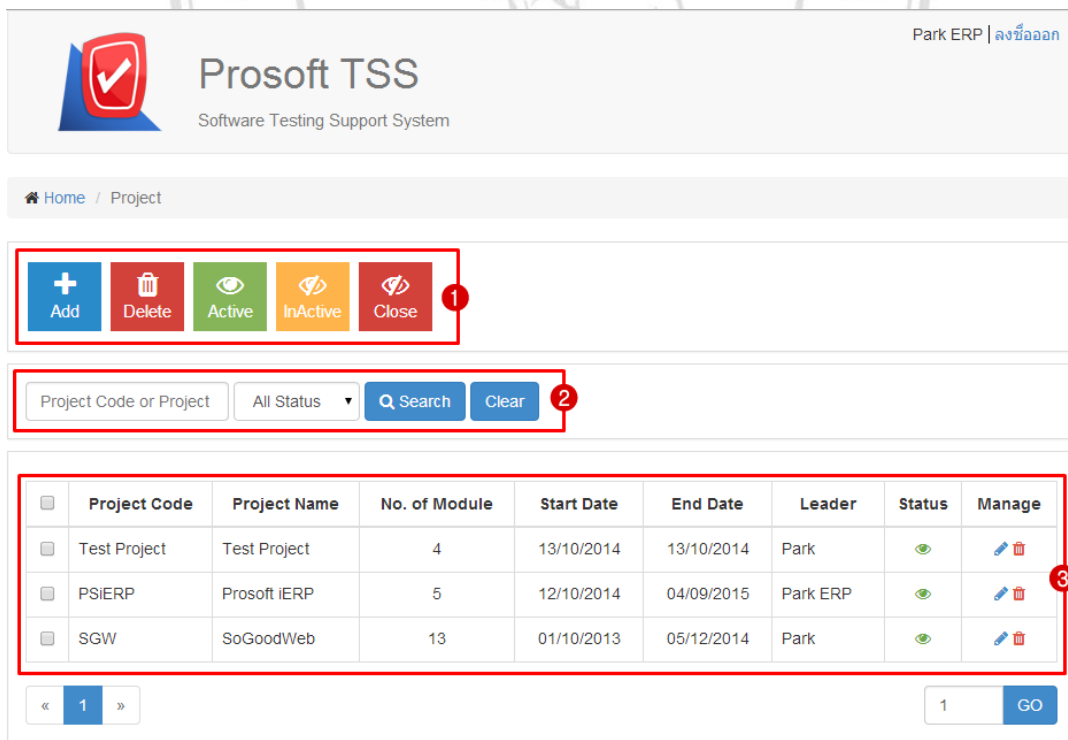 Park ERP | ลงชื่อออก
Prosoft TSS
Software Testing Support System
Home / Project
Add Delete Active InActive Close 1
Project Code or Project All Status Search Clear 2
Project Code Project Name No. of Module Start Date End Date Leader Status Manage
Test Project Test Project 4 13/10/2014 13/10/2014 Park
PSiERP Prosoft iERP 5 12/10/2014 04/09/2015 Park ERP
3
SGW SoGoodWeb 13 01/10/2013 05/12/2014 Park
« 1 » 1 GO